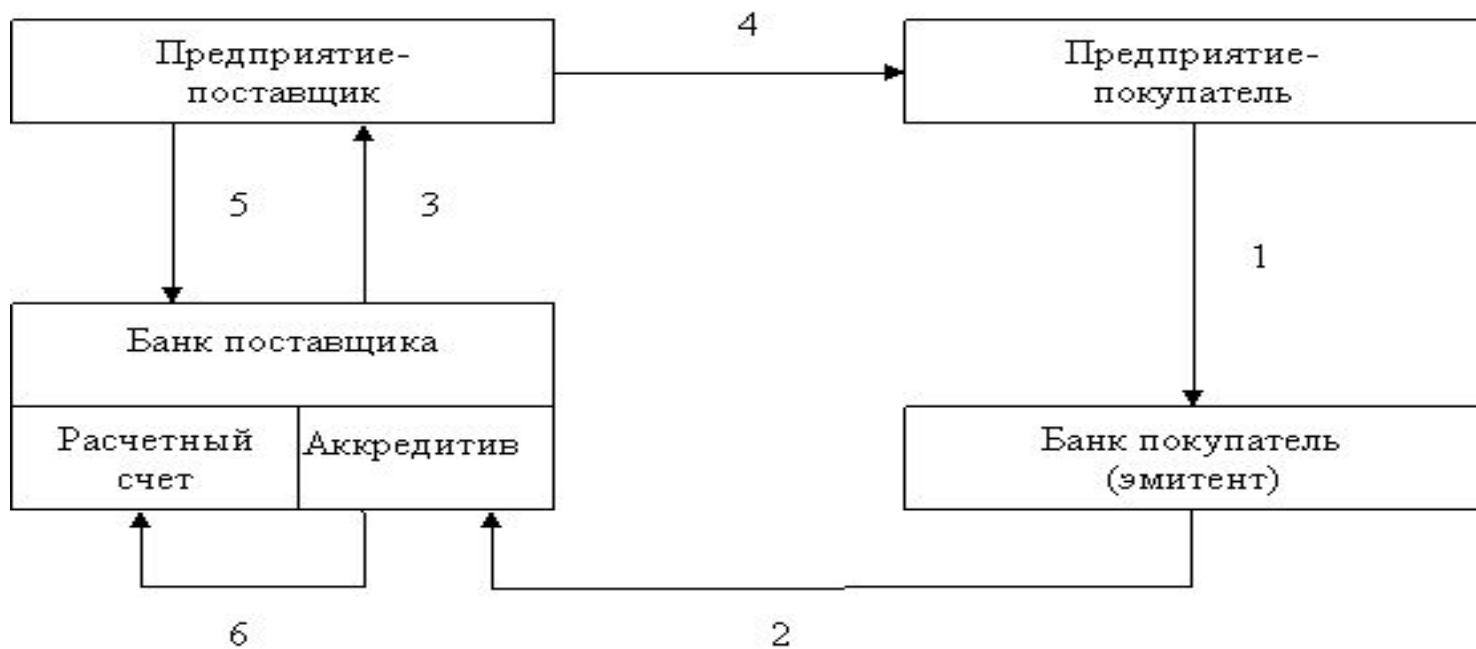 4
Предприятие-
поставщик
Предприятие-
покупатель
5
3
1
Банк поставщика
Расчетный
счет
Аккредитив
Банк покупатель
(эмитент)
6
2